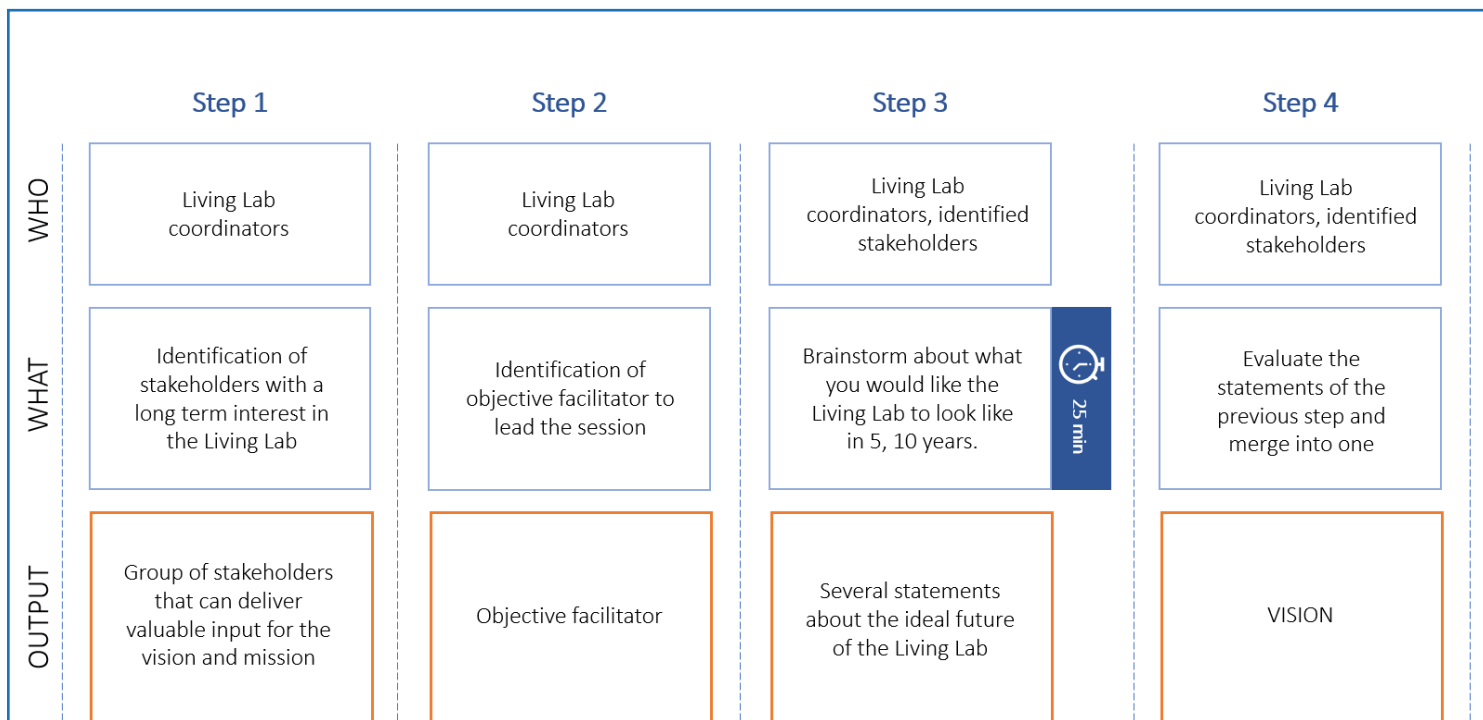 Step 1
Step 2
Step 3
Step 4
WHO
Living Lab
coordinators
Living Lab
coordinators
Living Lab
coordinators, identified
stakeholders
Living Lab
coordinators, identified
stakeholders
WHAT
Identification of
stakeholders with a
long term interest in
the Living Lab
Identification of
objective facilitator to
lead the session
Brainstorm about what
you would like the
Living Lab to look like
in 5, 10 years.
25 min
Evaluate the
statements of the
previous step and
merge into one
OUTPUT
Group of stakeholders
that can deliver
valuable input for the
vision and mission
Objective facilitator
Several statements
about the ideal future
of the Living Lab
VISION